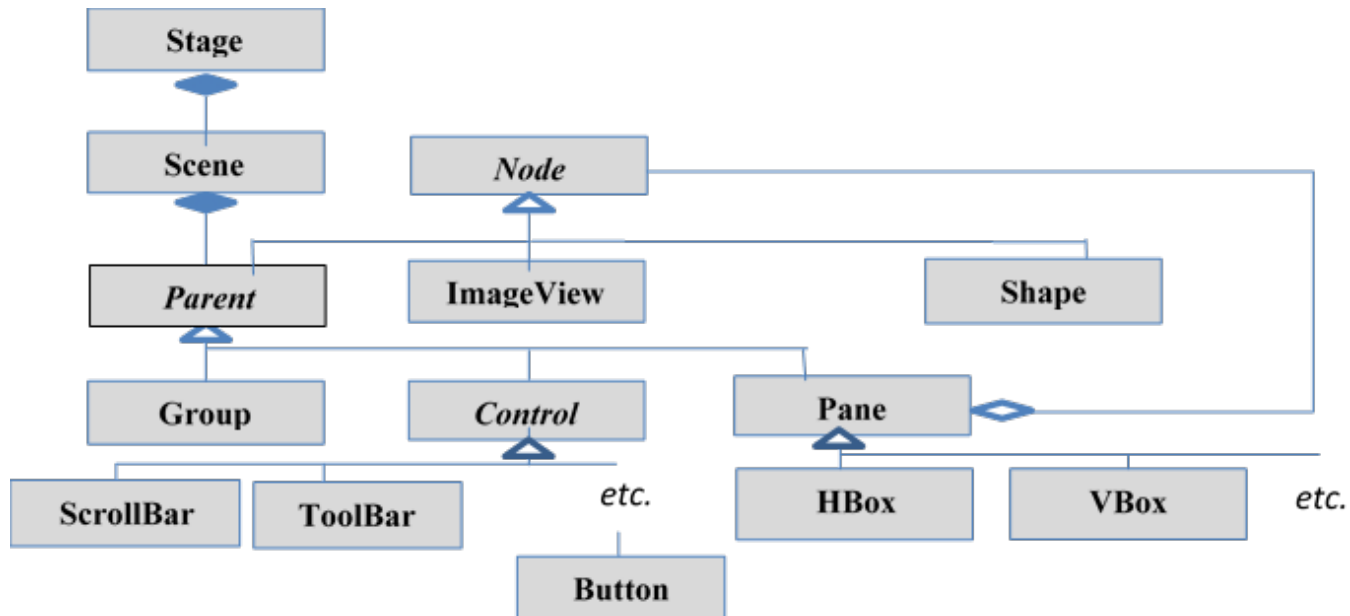 Stage
Scene
Node
Parent
ImageView
Shape
Group
Control
Pane
ScrollBar
ToolBar
etc.
HBox
VBox
etc.
Button